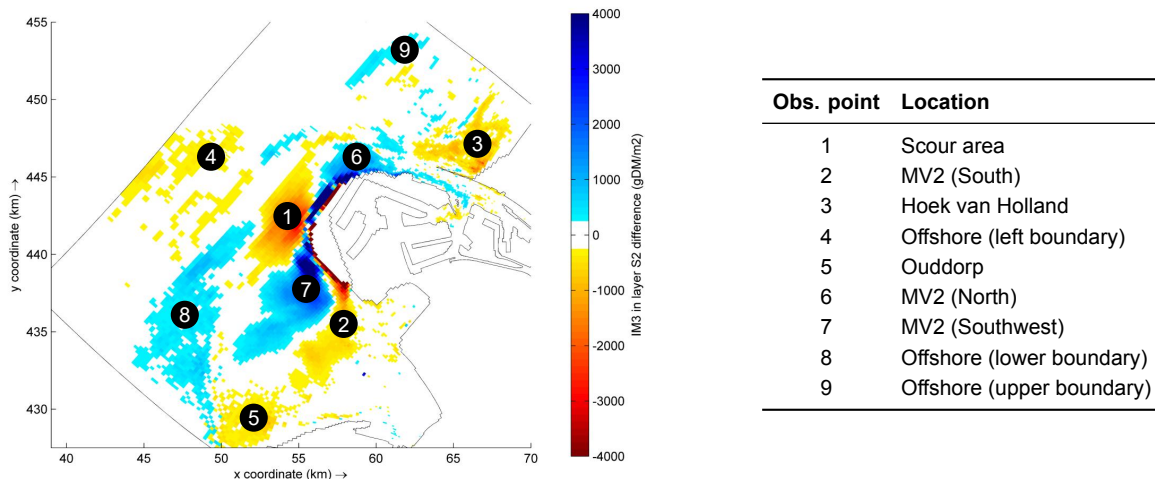 455
450
445
440
435
430
y coordinate (km) →
40
45
50
55
60
65
70
x coordinate (km) →
9
3
4
6
1
7
8
2
5
4000
3000
2000
1000
0
-1000
-2000
-3000
-4000
IM3 in layer S2 difference (gDM/m2)
Obs. point Location
1 Scour area
2 MV2 (South)
3 Hoek van Holland
4 Offshore (left boundary)
5 Ouddorp
6 MV2 (North)
7 MV2 (Southwest)
8 Offshore (lower boundary)
9 Offshore (upper boundary)